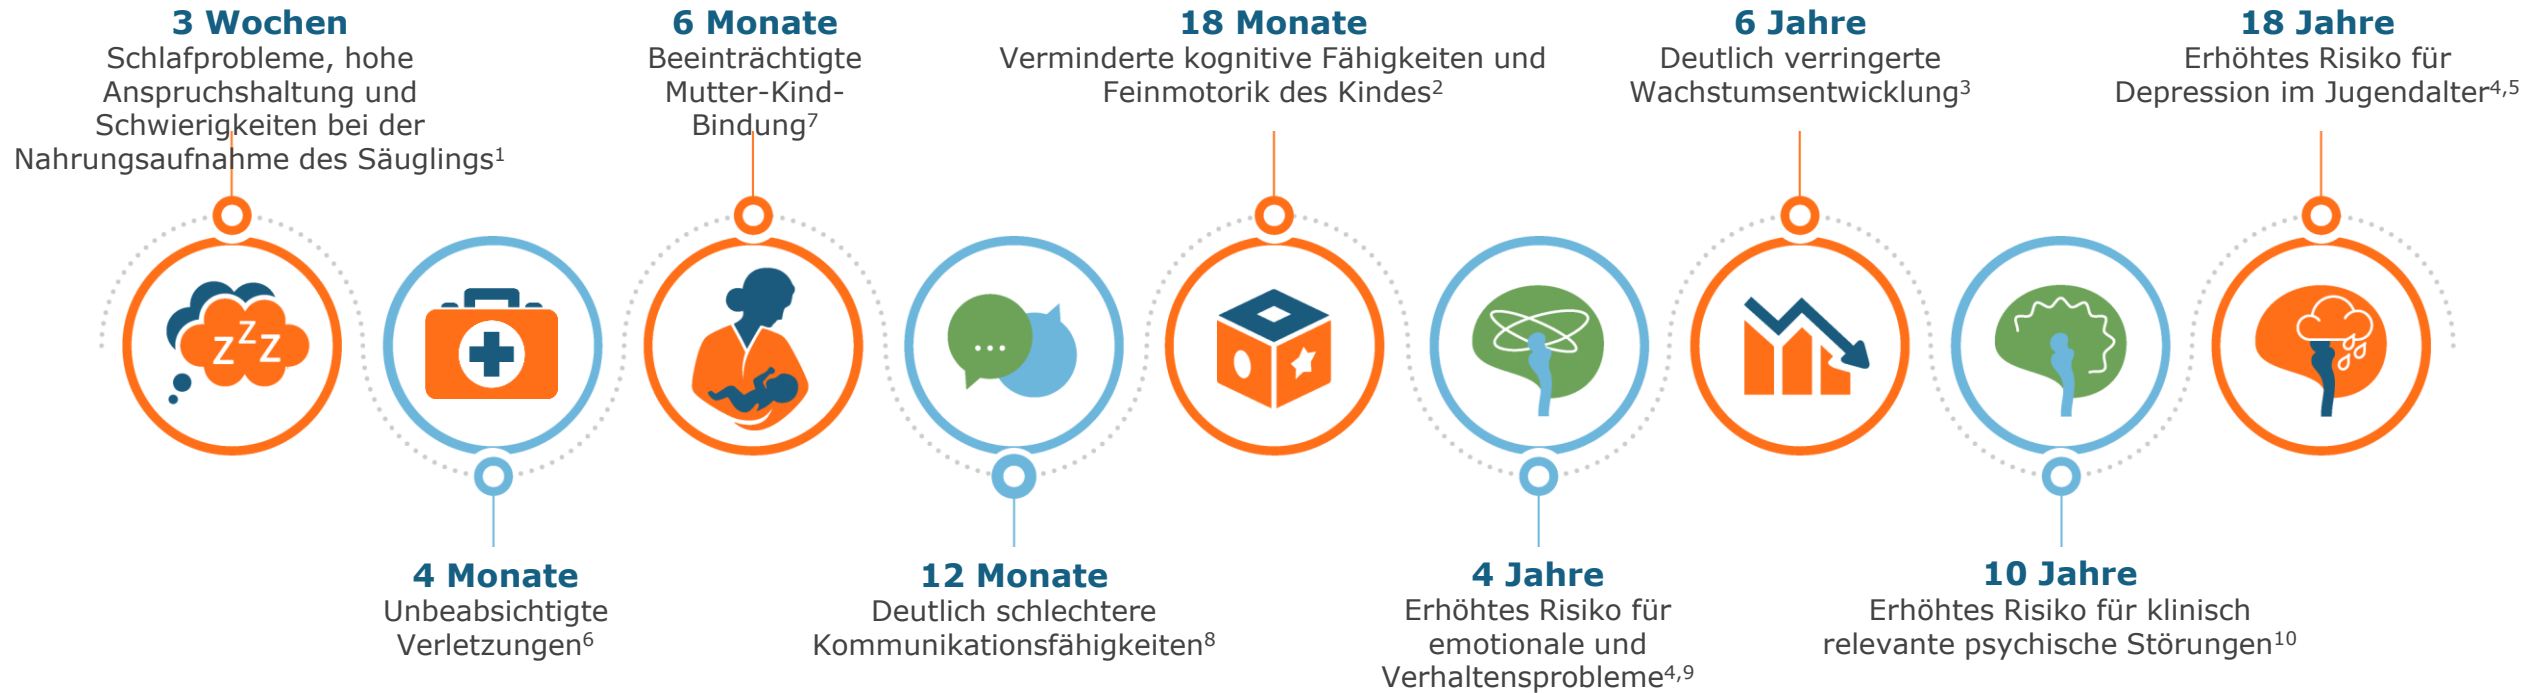 3 Wochen
Schlafprobleme, hohe
Anspruchshaltung und
Schwierigkeiten bei der
Nahrungsaufnahme des Säuglings¹
6 Monate
Beeinträchtigte
Mutter-Kind-
Bindung⁷
18 Monate
Verminderte kognitive Fähigkeiten und
Feinmotorik des Kindes²
6 Jahre
Deutlich verringerte
Wachstumsentwicklung³
18 Jahre
Erhöhtes Risiko für
Depression im Jugendalter⁴,⁵
ZZZ
4 Monate
Unbeabsichtigte
Verletzungen⁶
12 Monate
Deutlich schlechtere
Kommunikationsfähigkeiten⁸
4 Jahre
Erhöhtes Risiko für
emotionale und
Verhaltensprobleme⁴,⁹
10 Jahre
Erhöhtes Risiko für klinisch
relevante psychische Störungen¹⁰